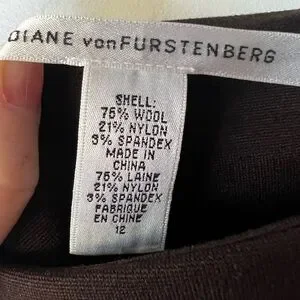 DIANE vonFURSTENBERG
SHELL:
75% WOOL
21% NYLON
3% SPANDEX
MADE IN
CHINA
75% LAINE
21% NYLON
3% SPANDEX
FABRIQUE
EN CHINE
12